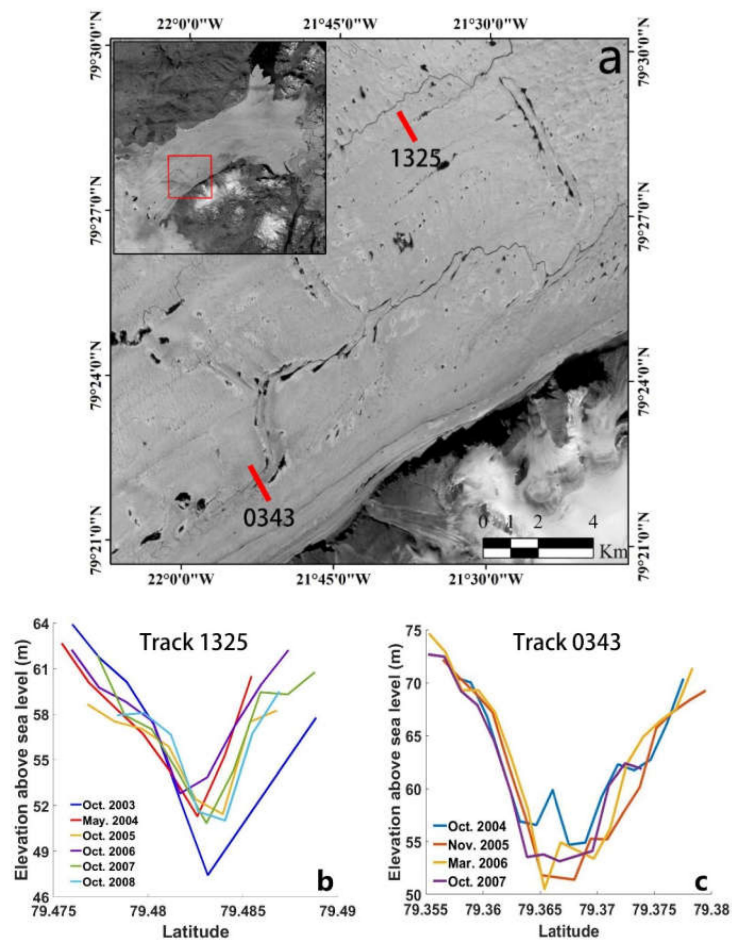 22°0'0"W 21°45'0"W 21°30'0"W
79°30'0"N
79°27'0"N
79°24'0"N
79°21'0"N
a
1325
0343
79°30'0"N
79°27'0"N
79°24'0"N
79°21'0"N
0 1 2 4
Km
22°0'0"W 21°45'0"W 21°30'0"W
Track 1325
Elevation above sea level (m)
64
61
58
55
52
49
46
Oct. 2003
May. 2004
Oct. 2005
Oct. 2006
Oct. 2007
Oct. 2008
b
79.475 79.48 79.485 79.49
Latitude
Track 0343
Elevation above sea level (m)
75
70
65
60
55
50
Oct. 2004
Nov. 2005
Mar. 2006
Oct. 2007
c
79.355 79.36 79.365 79.37 79.375 79.38
Latitude